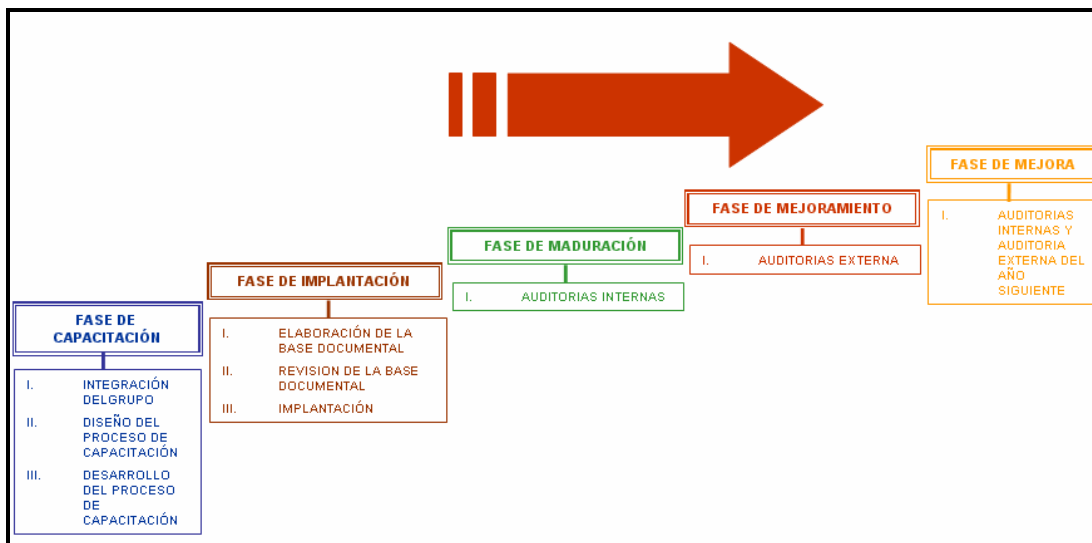 FASE DE
CAPACITACIÓN
I. INTEGRACIÓN
DELGRUPO
II. DISEÑO DEL
PROCESO DE
CAPACITACIÓN
III. DESARROLLO
DEL PROCESO
DE
CAPACITACIÓN
FASE DE IMPLANTACIÓN
I. ELABORACIÓN DE LA
BASE DOCUMENTAL
II. REVISION DE LA BASE
DOCUMENTAL
III. IMPLANTACIÓN
FASE DE MADURACIÓN
I. AUDITORIAS INTERNAS
FASE DE MEJORAMIENTO
I. AUDITORIAS EXTERNA
FASE DE MEJORA
I. AUDITORIAS
INTERNAS Y
AUDITORIA
EXTERNA DEL
AÑO
SIGUIENTE